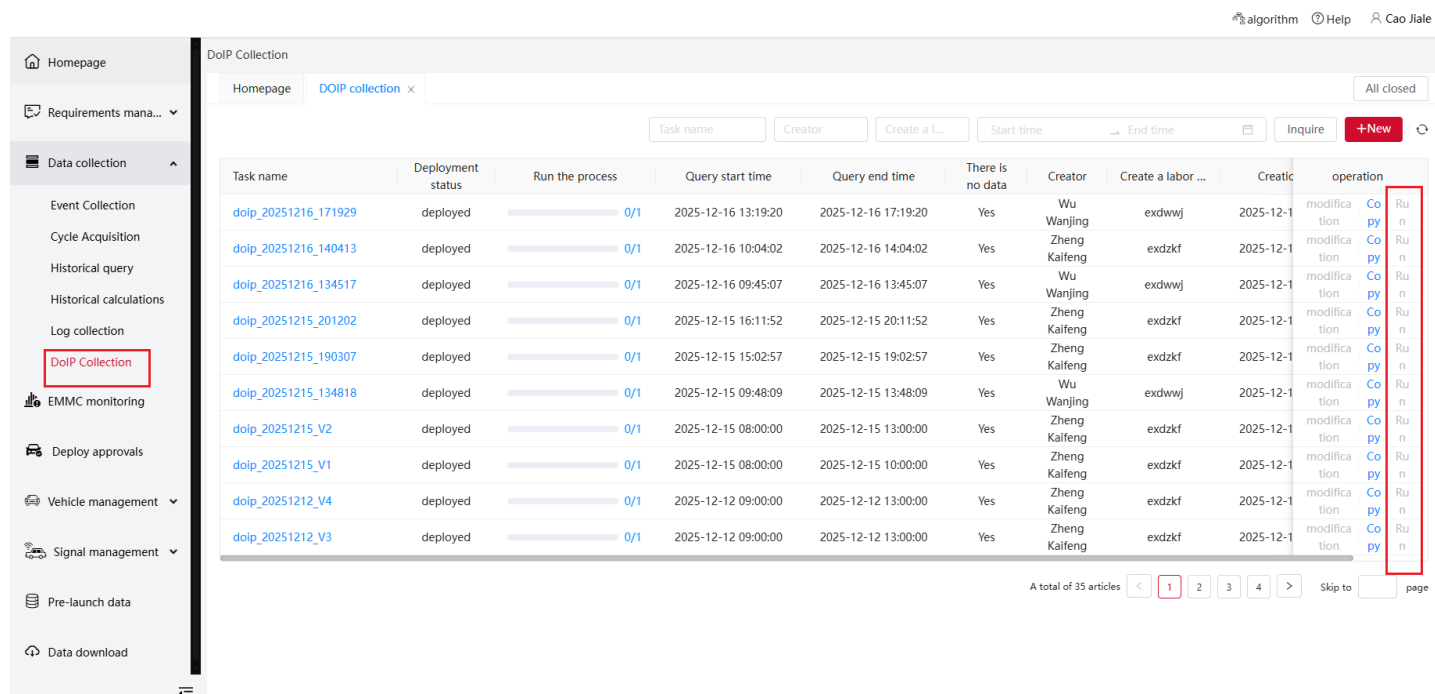 algorithm Help Cao Jiale
Homepage
Requirements mana...
Data collection
Event Collection
Cycle Acquisition
Historical query
Historical calculations
Log collection
DoIP Collection
EMMC monitoring
Deploy approvals
Vehicle management
Signal management
Pre-launch data
Data download
DoIP Collection
Homepage DOIP collection × All closed
Task name Creator Create a l... Start time End time Inquire +New
Task name Deployment status Run the process Query start time Query end time There is no data Creator Create a labor ... Creatic operation
doip_20251216_171929 deployed 0/1 2025-12-16 13:19:20 2025-12-16 17:19:20 Yes Wu Wanjing exdwwj 2025-12-1 modification Copy Run
doip_20251216_140413 deployed 0/1 2025-12-16 10:04:02 2025-12-16 14:04:02 Yes Zheng Kaifeng exdzkf 2025-12-1 modification Copy Run
doip_20251216_134517 deployed 0/1 2025-12-16 09:45:07 2025-12-16 13:45:07 Yes Wu Wanjing exdwwj 2025-12-1 modification Copy Run
doip_20251215_201202 deployed 0/1 2025-12-15 16:11:52 2025-12-15 20:11:52 Yes Zheng Kaifeng exdzkf 2025-12-1 modification Copy Run
doip_20251215_190307 deployed 0/1 2025-12-15 15:02:57 2025-12-15 19:02:57 Yes Zheng Kaifeng exdzkf 2025-12-1 modification Copy Run
doip_20251215_134818 deployed 0/1 2025-12-15 09:48:09 2025-12-15 13:48:09 Yes Wu Wanjing exdwwj 2025-12-1 modification Copy Run
doip_20251215_V2 deployed 0/1 2025-12-15 08:00:00 2025-12-15 13:00:00 Yes Zheng Kaifeng exdzkf 2025-12-1 modification Copy Run
doip_20251215_V1 deployed 0/1 2025-12-15 08:00:00 2025-12-15 10:00:00 Yes Zheng Kaifeng exdzkf 2025-12-1 modification Copy Run
doip_20251212_V4 deployed 0/1 2025-12-12 09:00:00 2025-12-12 13:00:00 Yes Zheng Kaifeng exdzkf 2025-12-1 modification Copy Run
doip_20251212_V3 deployed 0/1 2025-12-12 09:00:00 2025-12-12 13:00:00 Yes Zheng Kaifeng exdzkf 2025-12-1 modification Copy Run
A total of 35 articles < 1 2 3 4 > Skip to page